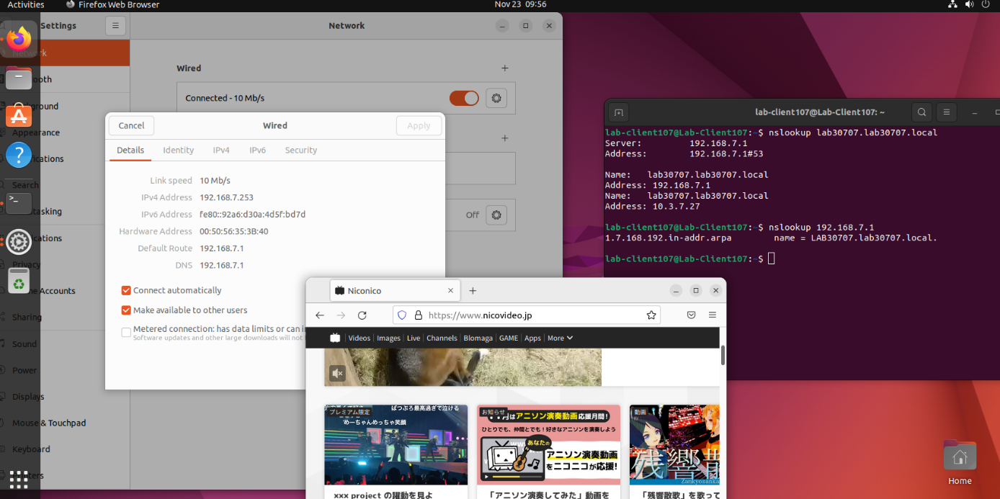 Activities
Firefox Web Browser
Nov 23 09:56
Settings
Network
Wired
Connected - 10 Mb/s
Off
Background
Appearance
Search
Privacy
Sharing
Sound
Power
Displays
Mouse & Touchpad
Keyboard
Cancel
Wired
Apply
Details
Identity
IPv4
IPv6
Security
Link speed 10 Mb/s
IPv4 Address 192.168.7.253
IPv6 Address fe80::92a6:d30a:4d5f:bd7d
Hardware Address 00:50:56:35:3B:40
Default Route 192.168.7.1
DNS 192.168.7.1
Connect automatically
Make available to other users
Metered connection: has data limits or can
Software updates and other large downloads will not
lab-client107@Lab-Client107: ~
lab-client107@Lab-Client107:~$ nslookup lab30707.lab30707.local
Server: 192.168.7.1
Address: 192.168.7.1#53
Name: lab30707.lab30707.local
Address: 192.168.7.1
Name: lab30707.lab30707.local
Address: 10.3.7.27
lab-client107@Lab-Client107:~$ nslookup 192.168.7.1
1.7.168.192.in-addr.arpa name = LAB30707.lab30707.local.
lab-client107@Lab-Client107:~$
Niconico
https://www.nicovideo.jp
Videos
Images
Live
Channels
Blomaga
GAME
Apps
More
プレミアム限定
ぱつぷろ最高過ぎて泣ける
めーちゃんめっちゃ笑顔
xxx project の躍動を見よ
お知らせ
月はアニソン演奏動画応援月間!
ひとりでも、仲間とでも!好きなアニソンを演奏しよう
あなたの
アニソン演奏動画
をニコニコが応援!
「アニソン演奏してみた」動画を
動画
残響散
Zankyosanka
「残響散歌」を歌って
Home